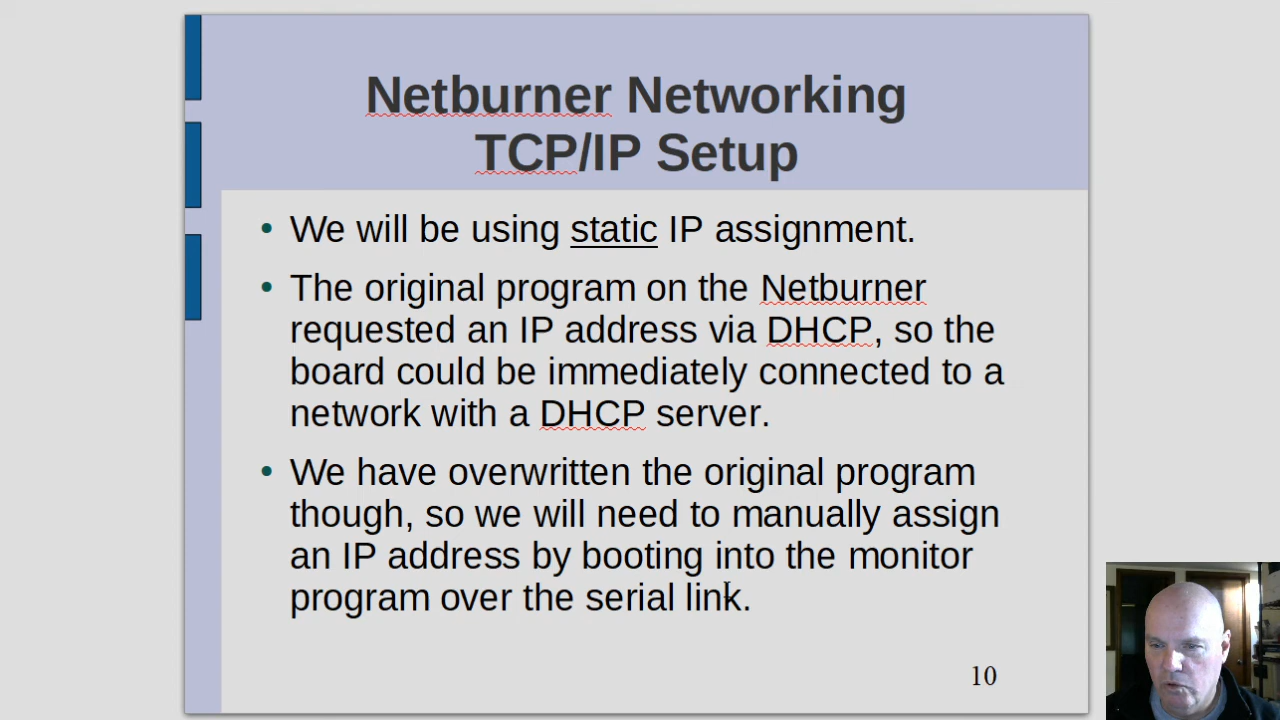 Netburner Networking
TCP/IP Setup
• We will be using static IP assignment.
• The original program on the Netburner
requested an IP address via DHCP, so the
board could be immediately connected to a
network with a DHCP server.
• We have overwritten the original program
though, so we will need to manually assign
an IP address by booting into the monitor
program over the serial link.
10